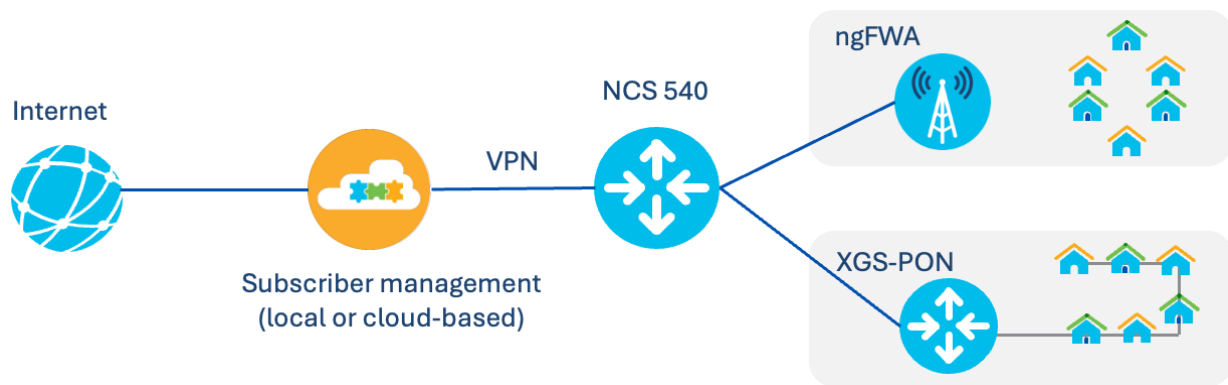 Internet
Subscriber management
(local or cloud-based)
VPN
NCS 540
ngFWA
XGS-PON